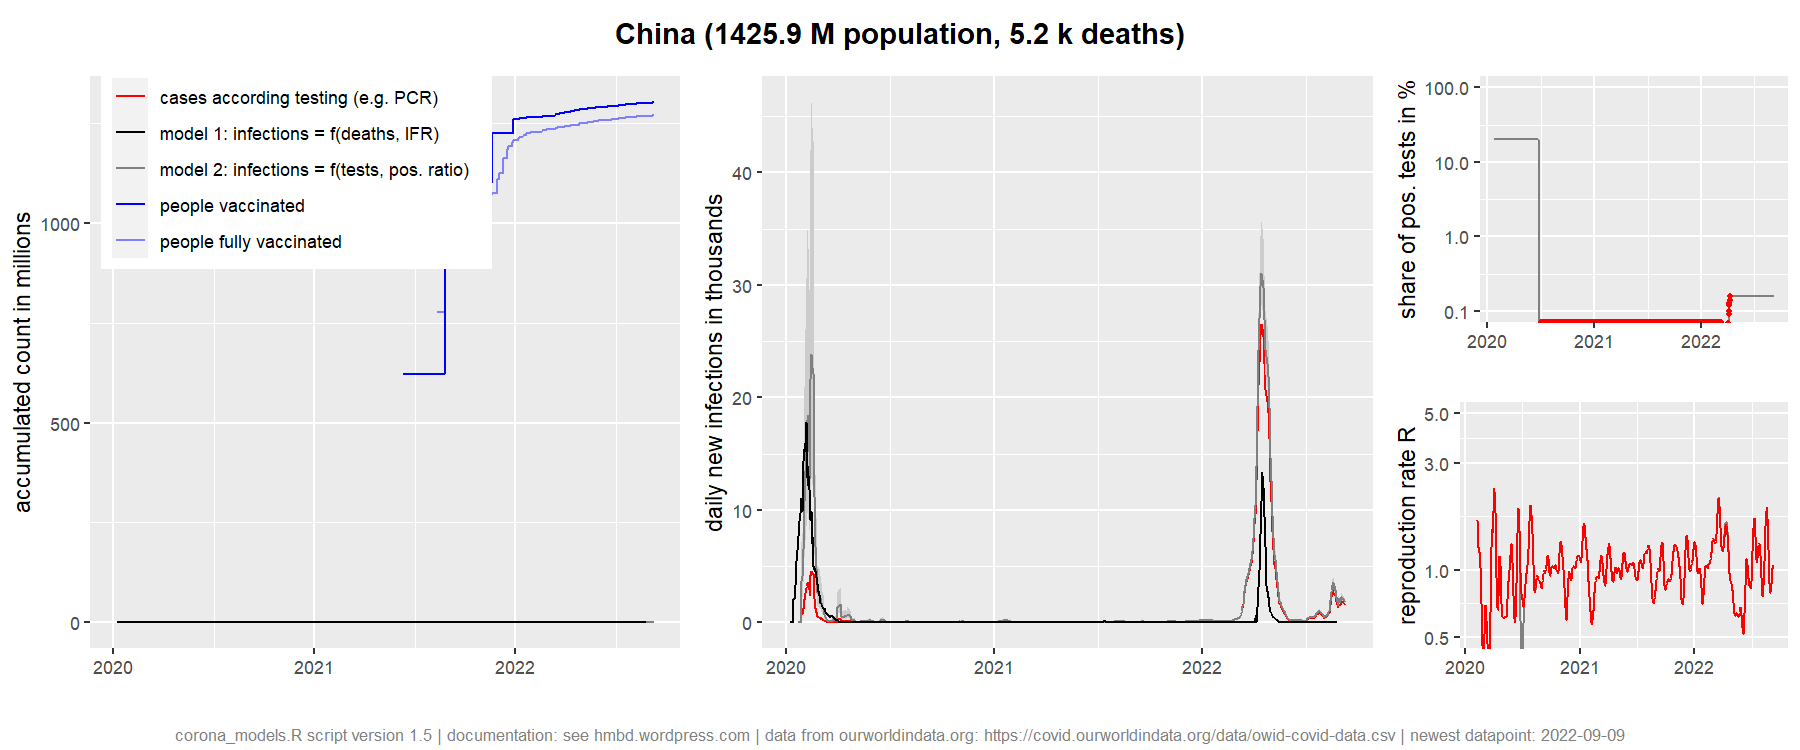 China (1425.9 M population, 5.2 k deaths)
accumulated count in millions
1000
500
0
2020
2021
2022
cases according testing (e.g. PCR)
model 1: infections = f(deaths, IFR)
model 2: infections = f(tests, pos. ratio)
people vaccinated
people fully vaccinated
daily new infections in thousands
40
30
20
10
0
2020
2021
2022
share of pos. tests in %
100.0
10.0
1.0
0.1
2020
2021
2022
reproduction rate R
5.0
3.0
1.0
0.5
2020
2021
2022
corona_models.R script version 1.5 | documentation: see hmbd.wordpress.com | data from ourworldindata.org: https://covid.ourworldindata.org/data/owid-covid-data.csv | newest datapoint: 2022-09-09